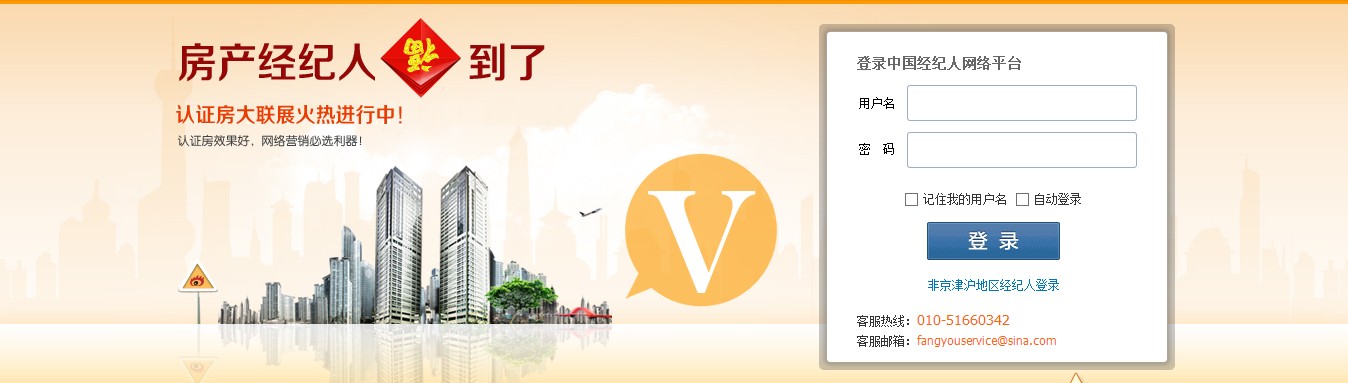 房产经纪人福到了
认证房大联展火热进行中！
认证房效果好，网络营销必选利器！
V
登录中国经纪人网络平台
用户名
密 码
记住我的用户名 自动登录
登 录
非京津沪地区经纪人登录
客服热线：010-51660342
客服邮箱：fangyouservice@sina.com